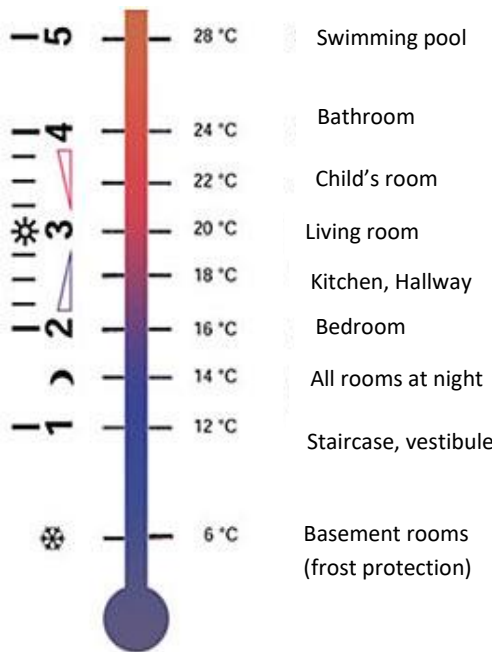 5 28 °C Swimming pool
4 24 °C Bathroom
22 °C Child’s room
3 20 °C Living room
18 °C Kitchen, Hallway
2 16 °C Bedroom
14 °C All rooms at night
1 12 °C Staircase, vestibule
6 °C Basement rooms
(frost protection)